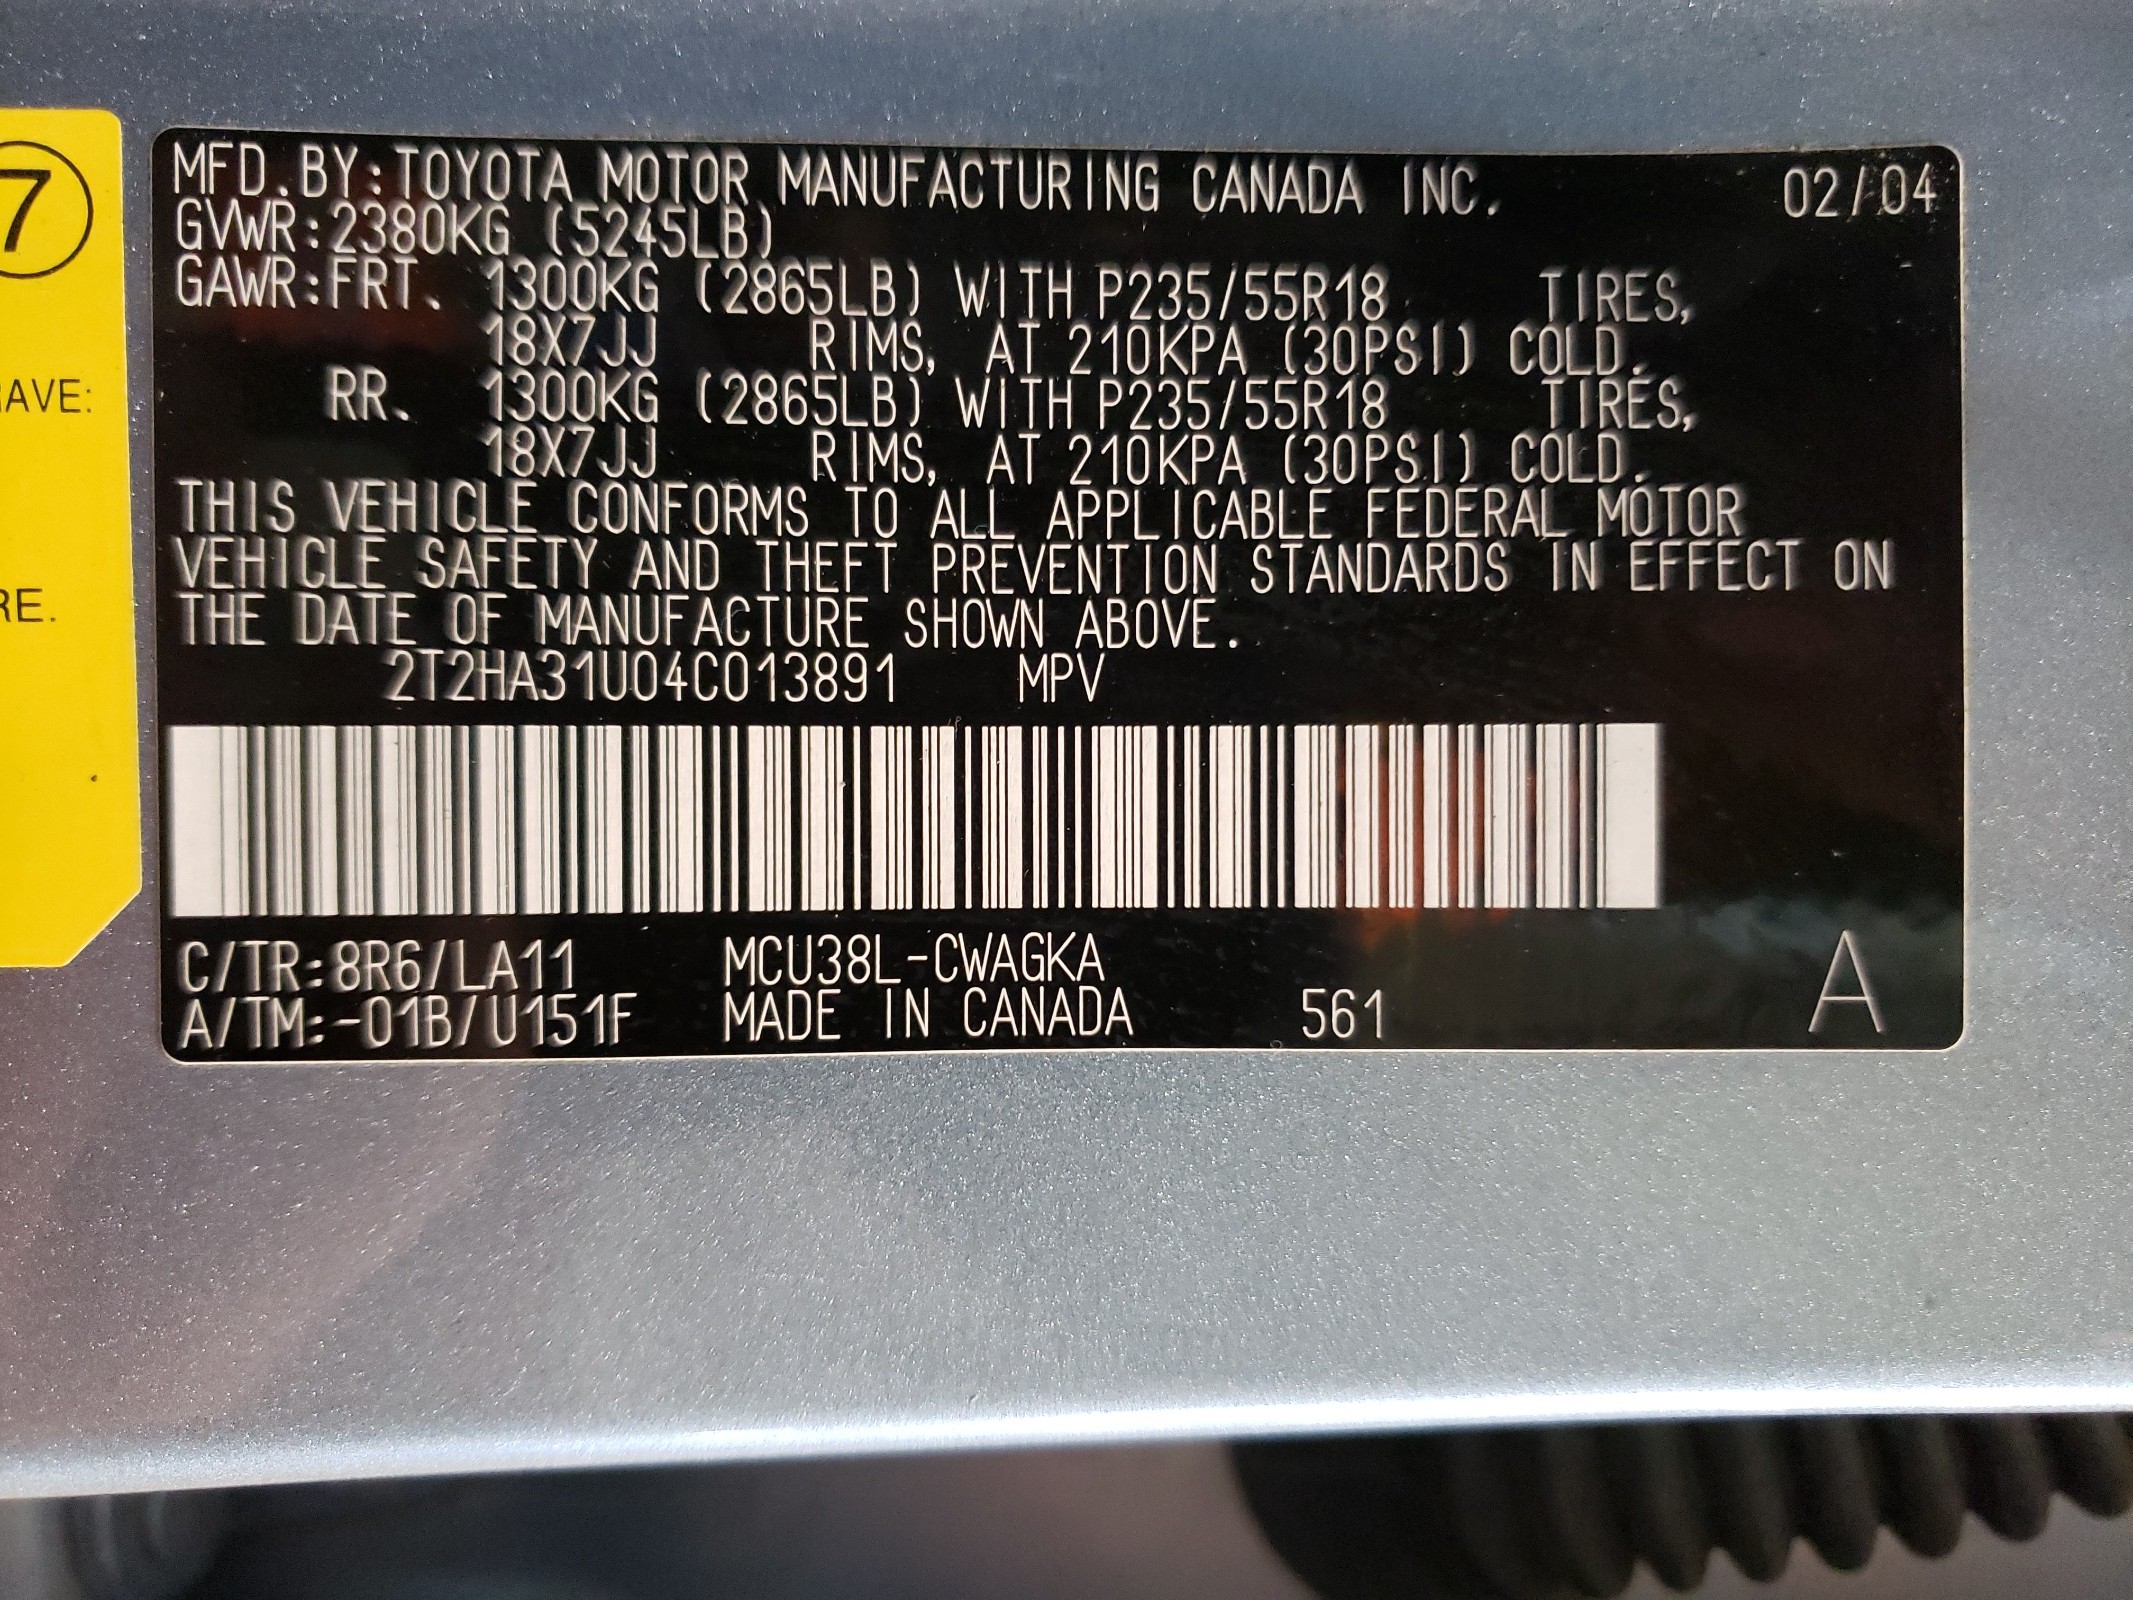 7
AVE:
RE.
MFD. BY: TOYOTA MOTOR MANUFACTURING CANADA INC. 02/04
GVWR: 2380KG (5245LB)
GAWR: FRT. 1300KG (2865LB) WITH P235/55R18 TIRES,
18X7JJ RIMS, AT 210KPA (30PSI) COLD.
RR. 1300KG (2865LB) WITH P235/55R18 TIRES,
18X7JJ RIMS, AT 210KPA (30PSI) COLD.
THIS VEHICLE CONFORMS TO ALL APPLICABLE FEDERAL MOTOR
VEHICLE SAFETY AND THEFT PREVENTION STANDARDS IN EFFECT ON
THE DATE OF MANUFACTURE SHOWN ABOVE.
2T2HA31U04C013891 MPV
C/TR: 8R6/LA11 MCU38L-CWAGKA
A/TM: -01B/U151F MADE IN CANADA 561 A